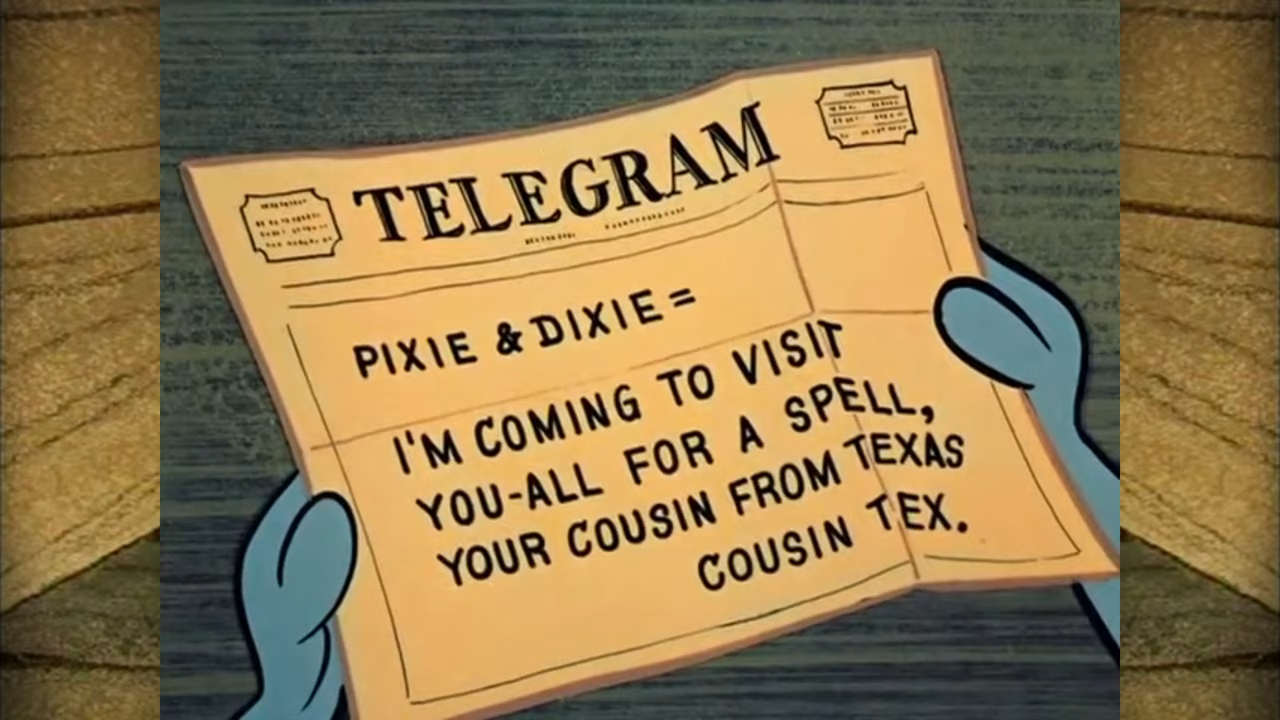 TELEGRAM
PIXIE & DIXIE =
I'M COMING TO VISIT
YOU-ALL FOR A SPELL,
YOUR COUSIN FROM TEXAS
COUSIN TEX.